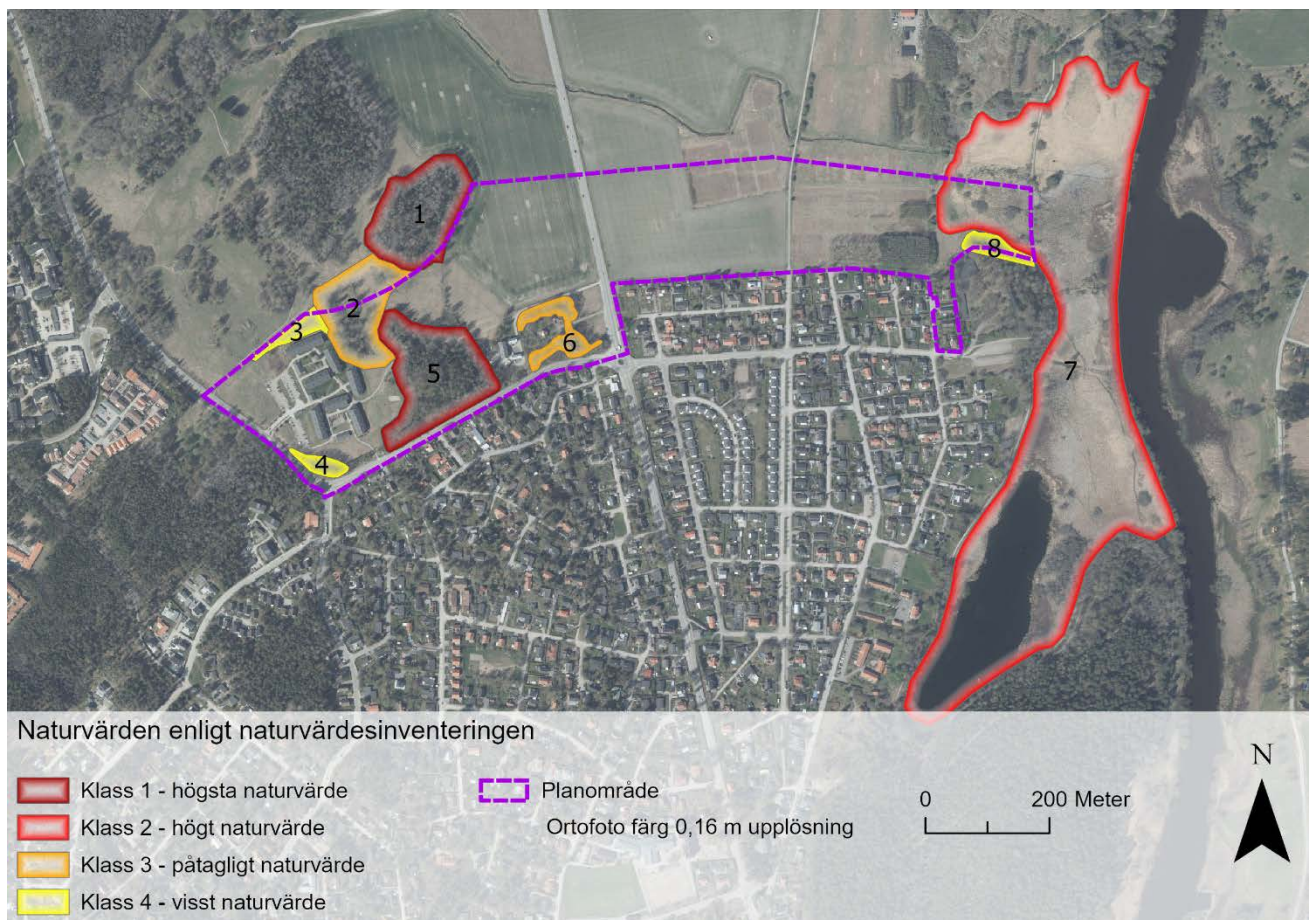 1
2
3
4
5
6
7
8
Naturvärden enligt naturvärdesinventeringen
Klass 1 - högsta naturvärde
Klass 2 - högt naturvärde
Klass 3 - påtagligt naturvärde
Klass 4 - visst naturvärde
Planområde
Ortofoto färg 0,16 m upplösning
0 200 Meter
N